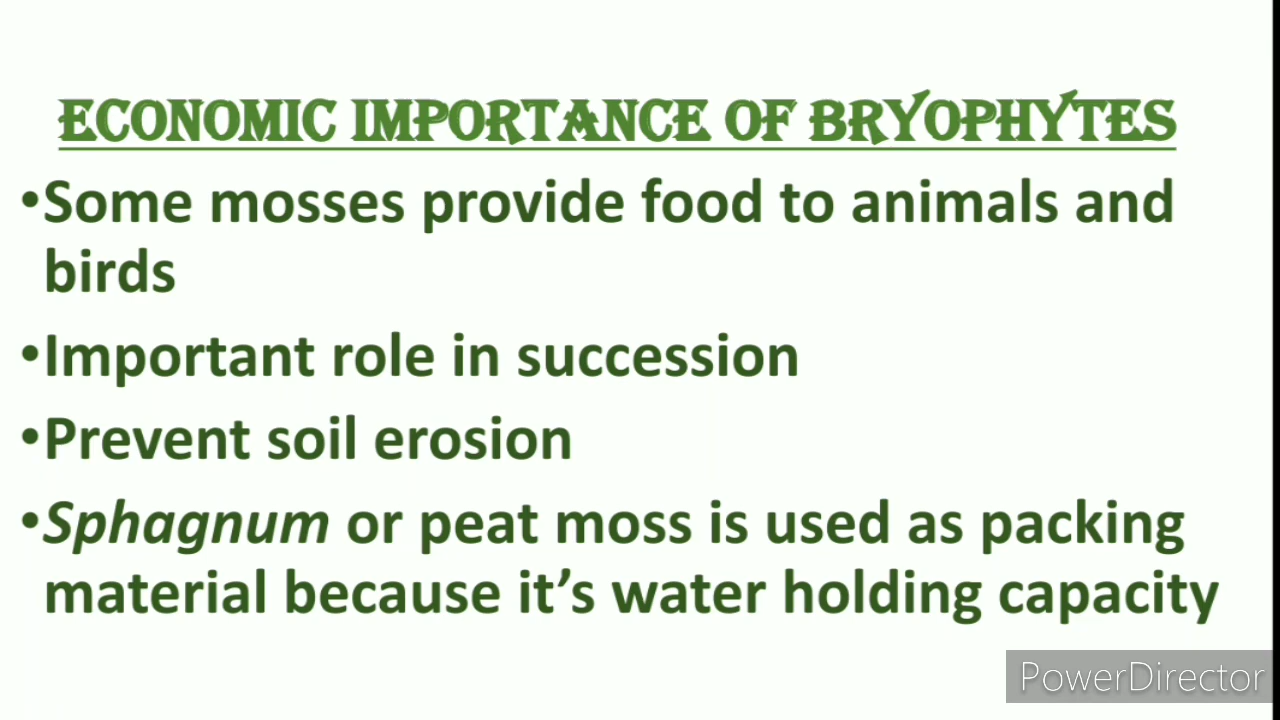 ECONOMIC IMPORTANCE OF BRYOPHYTES
•Some mosses provide food to animals and
birds
•Important role in succession
•Prevent soil erosion
•Sphagnum or peat moss is used as packing
material because it’s water holding capacity
PowerDirector